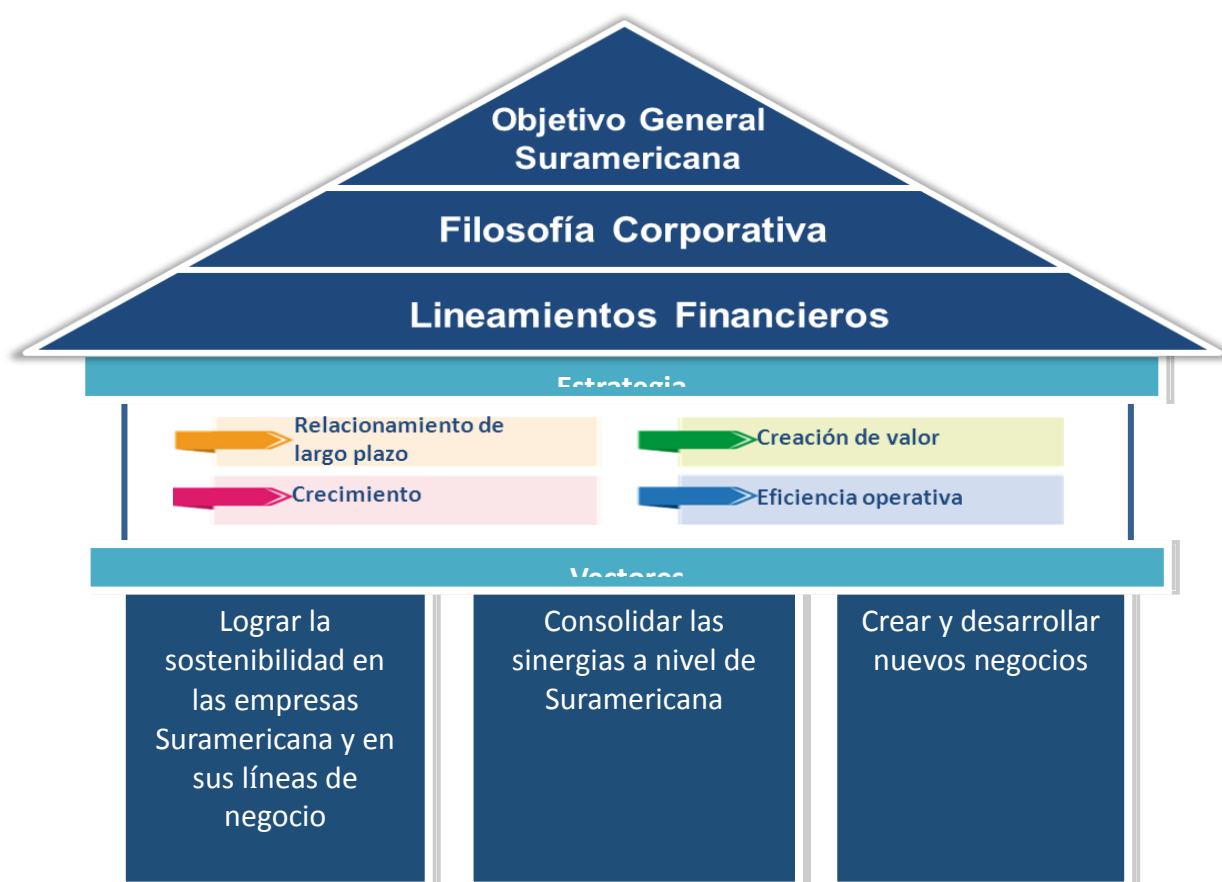 Objetivo General
Suramericana
Filosofía Corporativa
Lineamientos Financieros
Estrategia
Relacionamiento de
largo plazo
Creación de valor
Crecimiento
Eficiencia operativa
Vectores
Lograr la
sostenibilidad en
las empresas
Suramericana y en
sus líneas de
negocio
Consolidar las
sinergias a nivel de
Suramericana
Crear y desarrollar
nuevos negocios